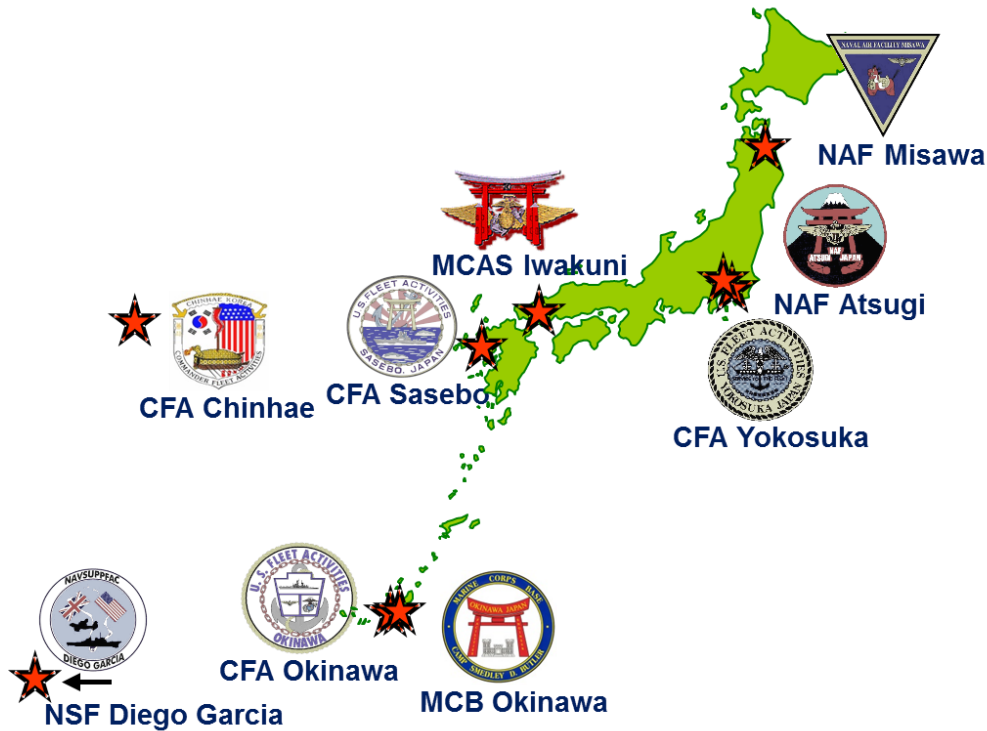 NAVAL AIR FACILITY MISAWA
NAF Misawa
MCAS Iwakuni
NAF
ATSUGI JAPAN
NAF Atsugi
CHINHAE KOREA
COMMANDER FLEET ACTIVITIES
CFA Chinhae
U.S. FLEET ACTIVITIES
SASEBO, JAPAN
CFA Sasebo
U.S. FLEET ACTIVITIES
YOKOSUKA JAPAN
CFA Yokosuka
NAVSUPPFAC
DIEGO GARCIA
NSF Diego Garcia
U.S. FLEET ACTIVITIES
OKINAWA
CFA Okinawa
MARINE CORPS BASE
OKINAWA JAPAN
CAMP SMEDLEY D. BUTLER
MCB Okinawa